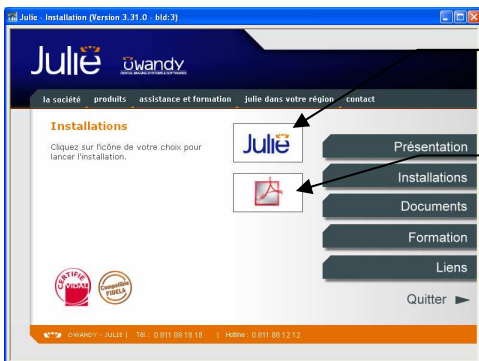 Julie - Installation (Version 3.31.0 - bld:3)
Julie owandy
DENTAL IMAGING SYSTEMS & SOFTWARES
la société produits assistance et formation julie dans votre région contact
Installations
Cliquez sur l'icône de votre choix pour
lancer l'installation.
Julie
Présentation
Installations
Documents
Formation
Liens
Quitter
CERTIFIÉ
VIDAL
Compatible
FIDELA
OWANDY - JULIE | Tél.: 0 811 88 18 18 | Hotline : 0 811 88 12 12